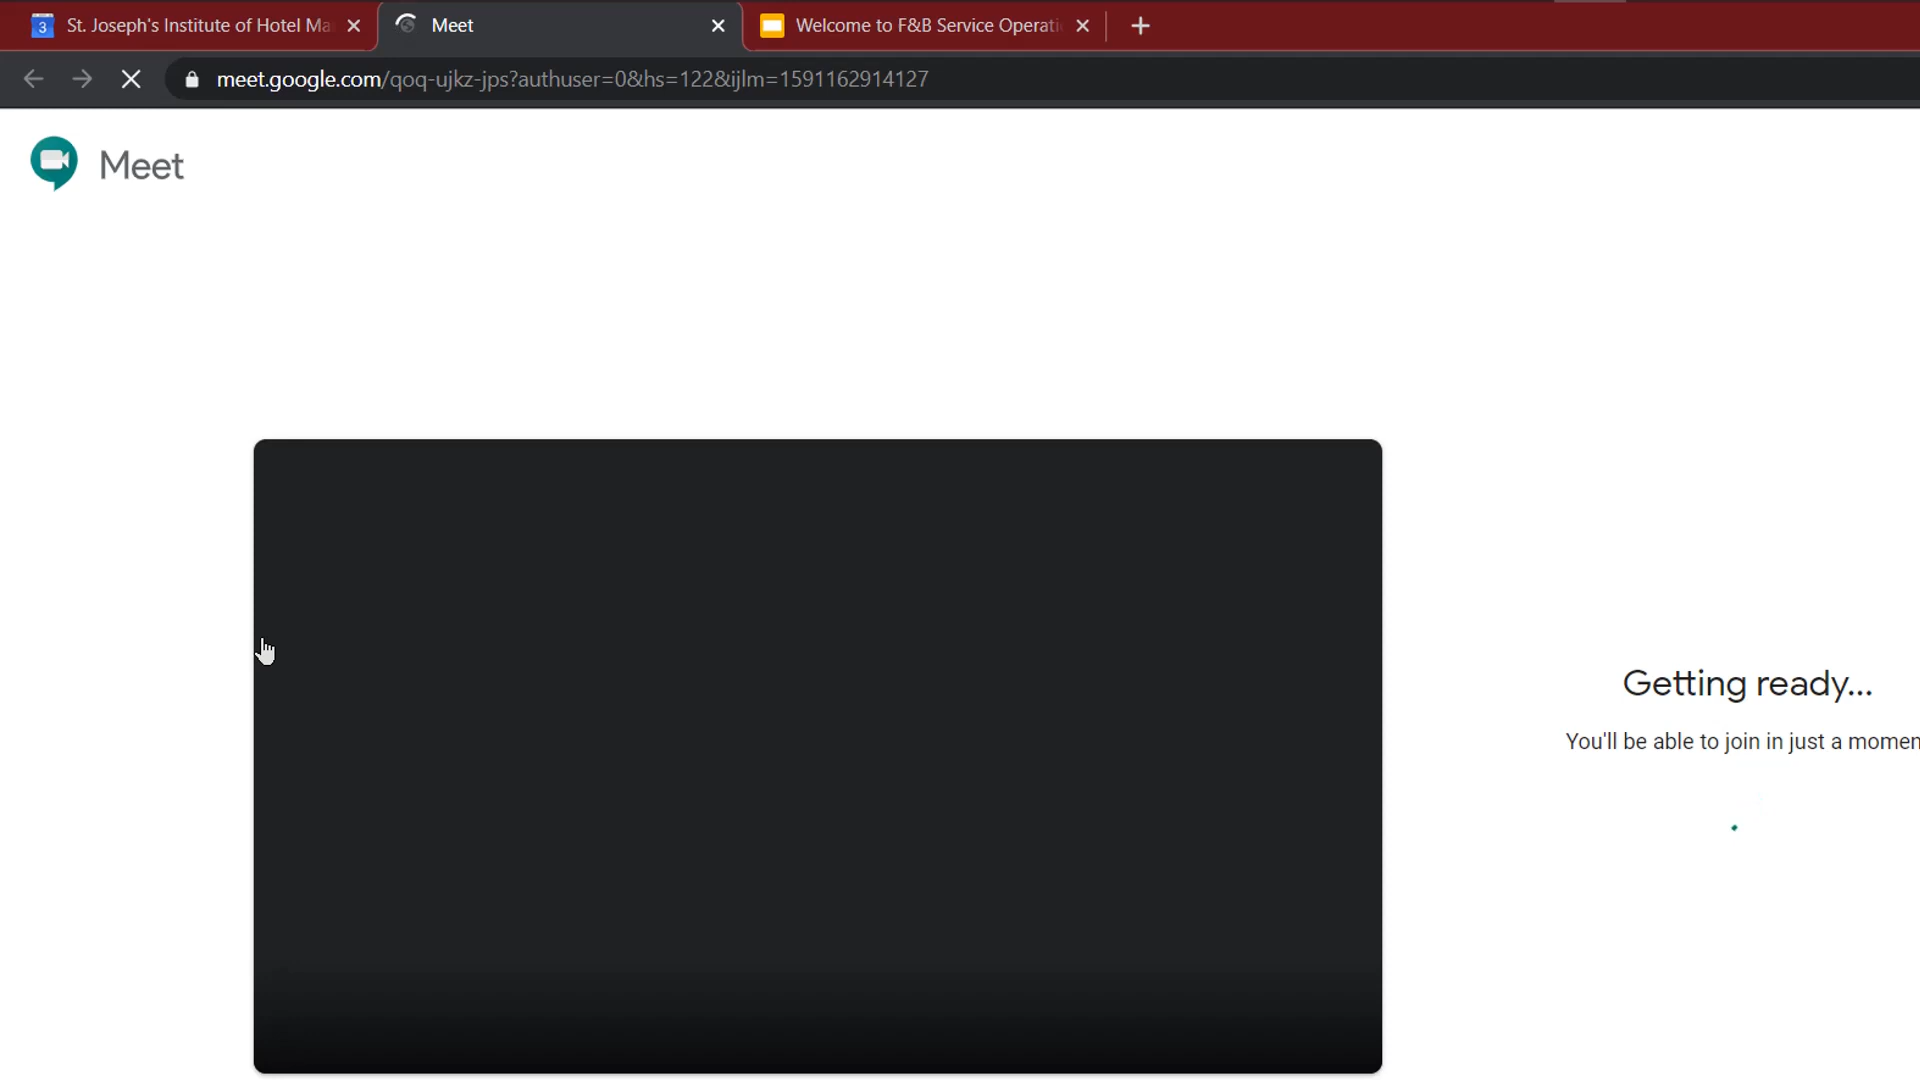 3 St. Joseph's Institute of Hotel Ma
Meet
Welcome to F&B Service Operati
meet.google.com/qoq-ujkz-jps?authuser=0&hs=122&ijlm=1591162914127
Meet
Getting ready...
You'll be able to join in just a momen